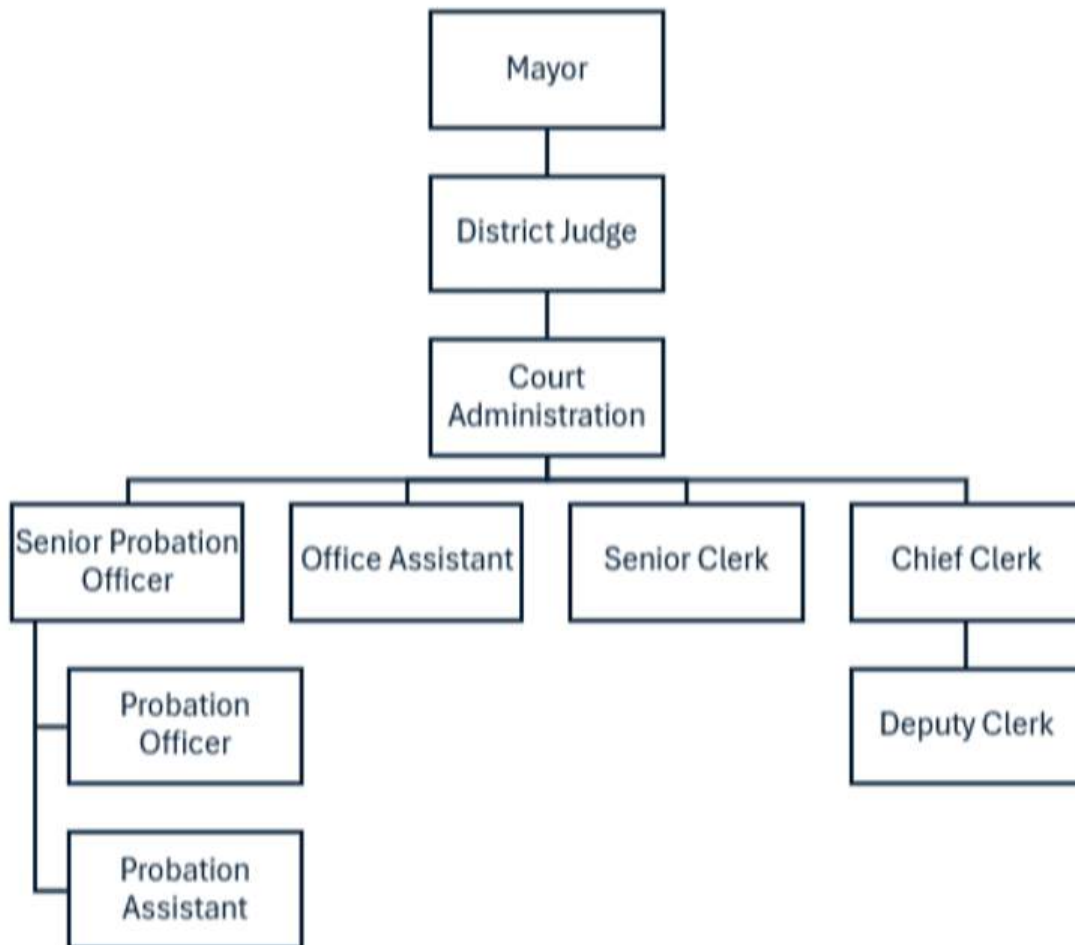 Mayor
District Judge
Court
Administration
Senior Probation
Officer
Office Assistant
Senior Clerk
Chief Clerk
Probation
Officer
Deputy Clerk
Probation
Assistant